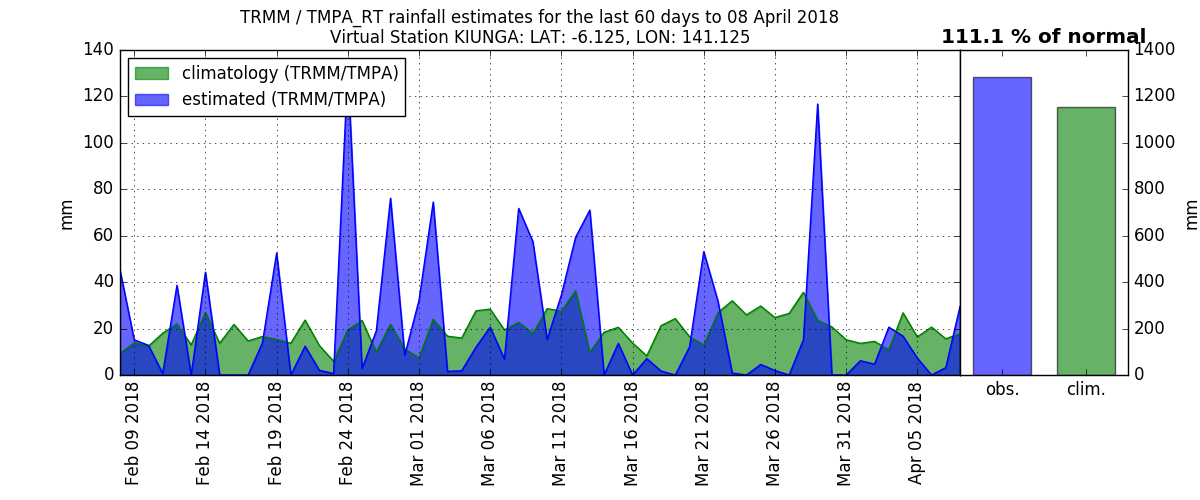 TRMM / TMPA_RT rainfall estimates for the last 60 days to 08 April 2018
Virtual Station KIUNGA: LAT: -6.125, LON: 141.125
111.1 % of normal
climatology (TRMM/TMPA)
estimated (TRMM/TMPA)
140
120
100
80
60
40
20
0
mm
Feb 09 2018
Feb 14 2018
Feb 19 2018
Feb 24 2018
Mar 01 2018
Mar 06 2018
Mar 11 2018
Mar 16 2018
Mar 21 2018
Mar 26 2018
Mar 31 2018
Apr 05 2018
obs.
clim.
1400
1200
1000
800
600
400
200
0
mm